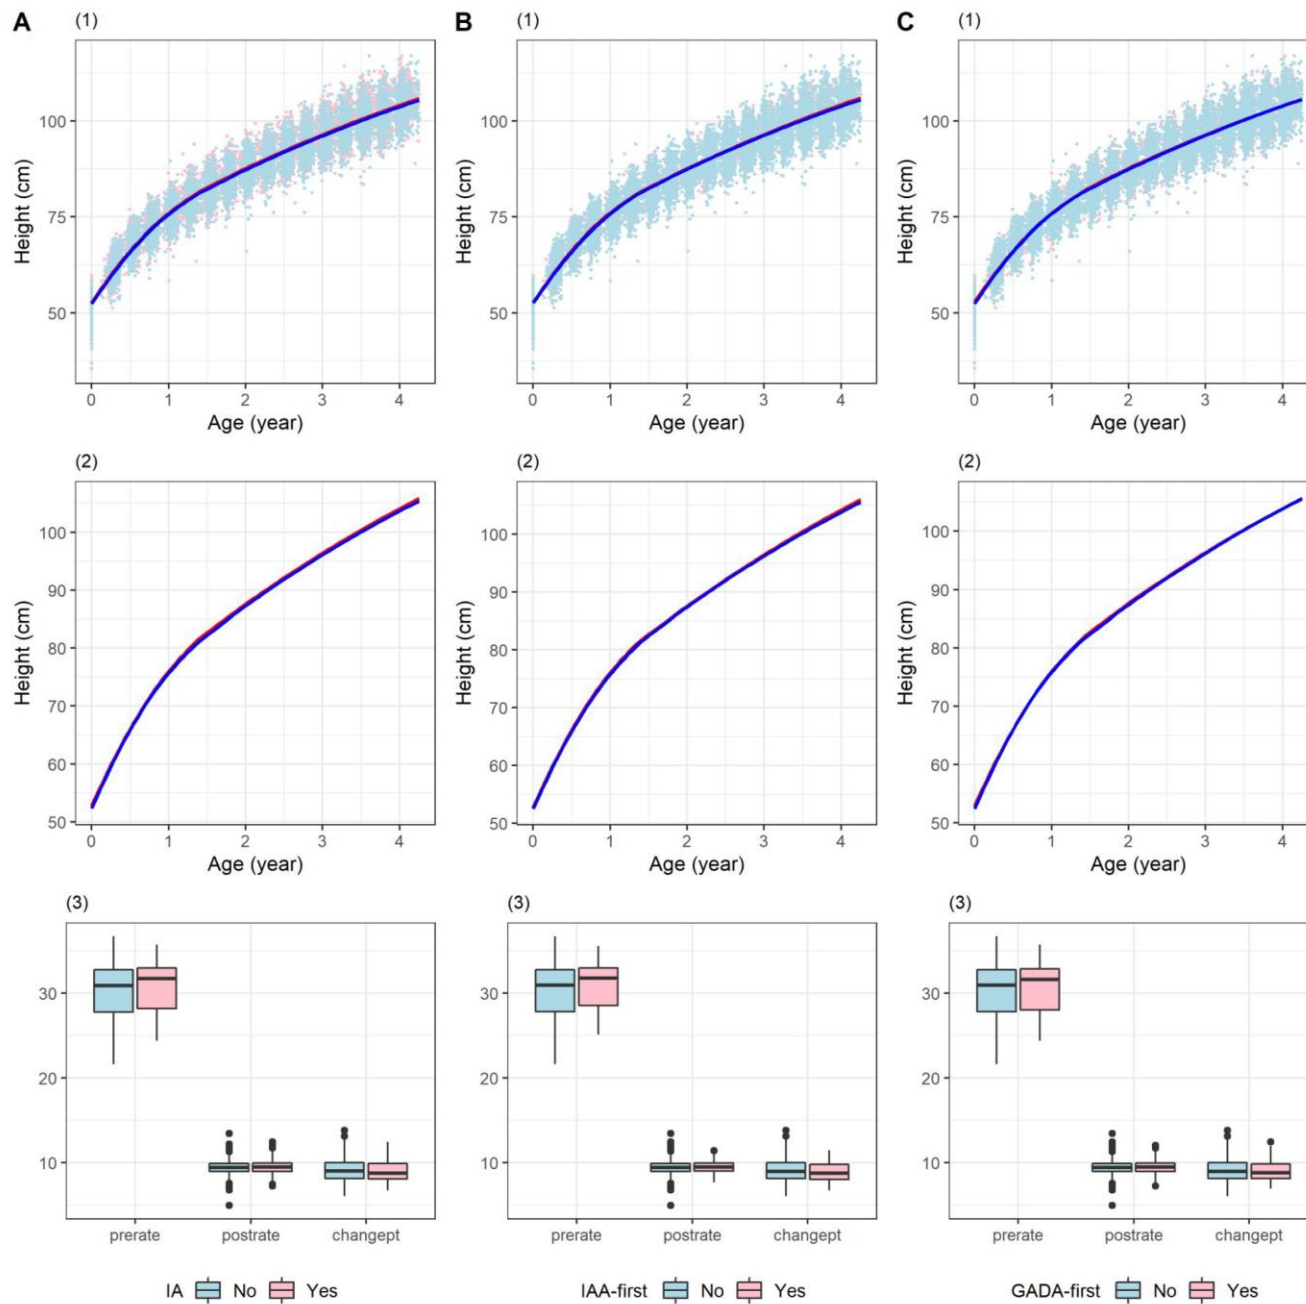 A (1) B (1) C (1)
Height (cm) Height (cm) Height (cm)
100 100 100
75 75 75
50 50 50
0 1 2 3 4 0 1 2 3 4 0 1 2 3 4
Age (year) Age (year) Age (year)
(2) (2) (2)
Height (cm) Height (cm) Height (cm)
100 100 100
90 90 90
80 80 80
70 70 70
60 60 60
50 50 50
0 1 2 3 4 0 1 2 3 4 0 1 2 3 4
Age (year) Age (year) Age (year)
(3) (3) (3)
30 30 30
20 20 20
10 10 10
prerate postrate changept prerate postrate changept prerate postrate changept
IA No Yes IAA-first No Yes GADA-first No Yes